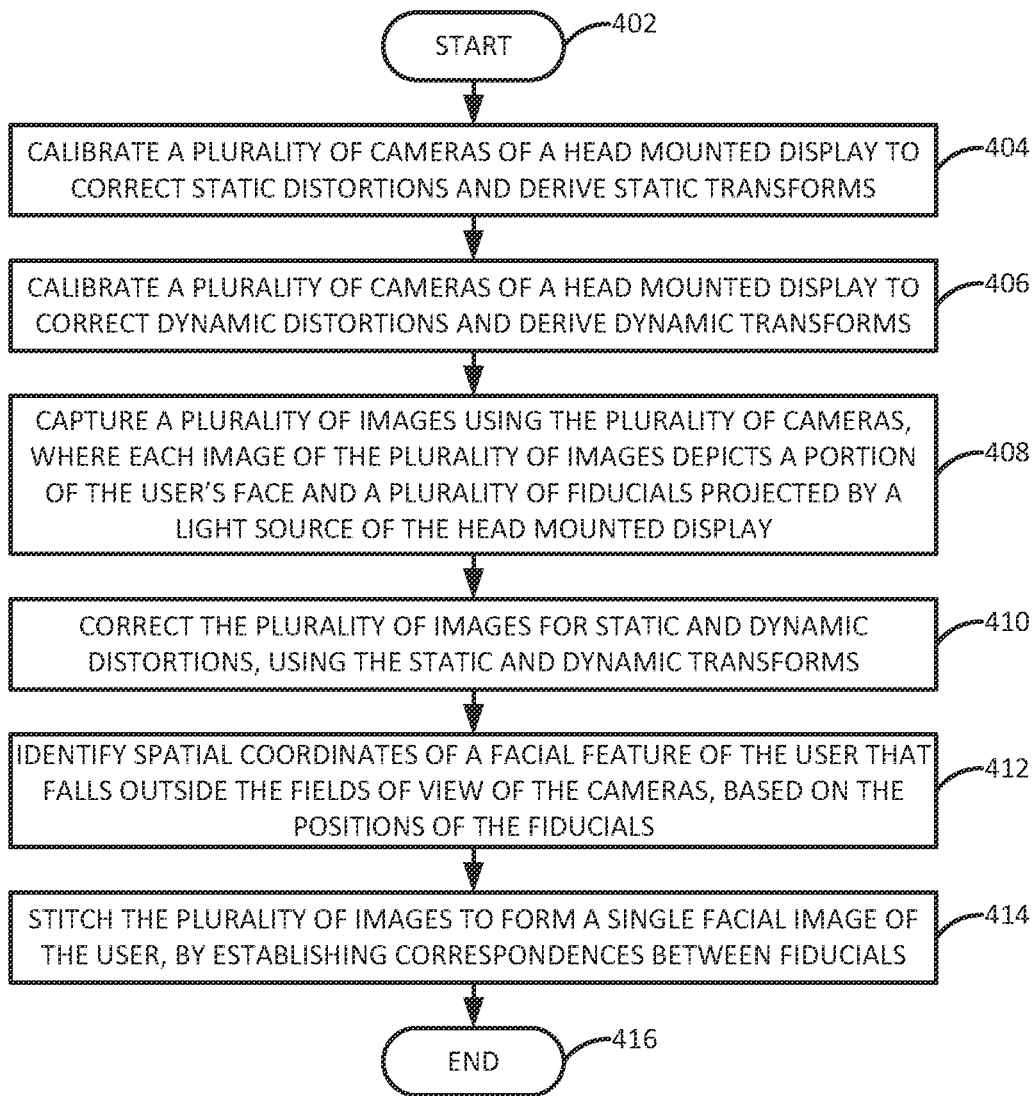 START
402
CALIBRATE A PLURALITY OF CAMERAS OF A HEAD MOUNTED DISPLAY TO
CORRECT STATIC DISTORTIONS AND DERIVE STATIC TRANSFORMS
404
CALIBRATE A PLURALITY OF CAMERAS OF A HEAD MOUNTED DISPLAY TO
CORRECT DYNAMIC DISTORTIONS AND DERIVE DYNAMIC TRANSFORMS
406
CAPTURE A PLURALITY OF IMAGES USING THE PLURALITY OF CAMERAS,
WHERE EACH IMAGE OF THE PLURALITY OF IMAGES DEPICTS A PORTION
OF THE USER'S FACE AND A PLURALITY OF FIDUCIALS PROJECTED BY A
LIGHT SOURCE OF THE HEAD MOUNTED DISPLAY
408
CORRECT THE PLURALITY OF IMAGES FOR STATIC AND DYNAMIC
DISTORTIONS, USING THE STATIC AND DYNAMIC TRANSFORMS
410
IDENTIFY SPATIAL COORDINATES OF A FACIAL FEATURE OF THE USER THAT
FALLS OUTSIDE THE FIELDS OF VIEW OF THE CAMERAS, BASED ON THE
POSITIONS OF THE FIDUCIALS
412
STITCH THE PLURALITY OF IMAGES TO FORM A SINGLE FACIAL IMAGE OF
THE USER, BY ESTABLISHING CORRESPONDENCES BETWEEN FIDUCIALS
414
END
416